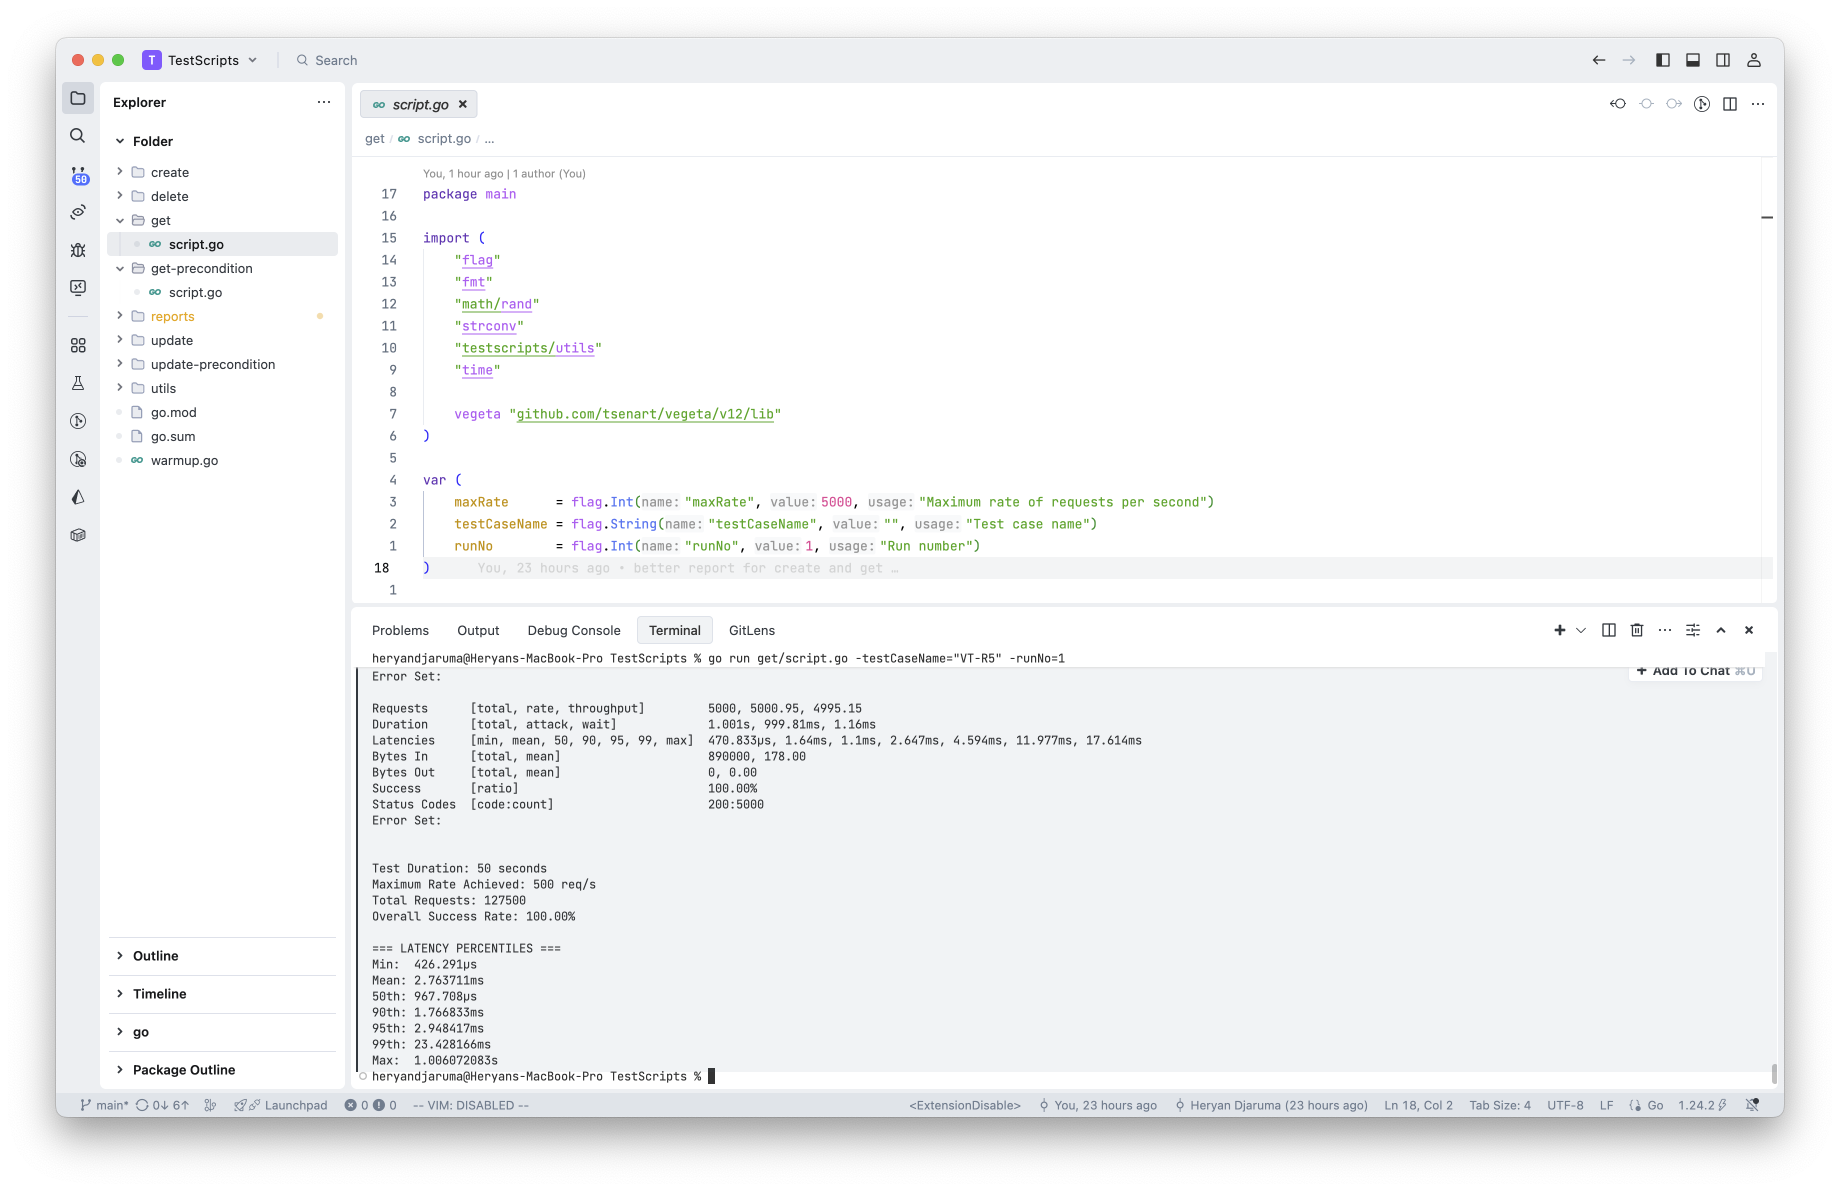 T TestScripts Search
Explorer ...
Folder
create
delete
get
script.go
get-precondition
script.go
reports
update
update-precondition
utils
go.mod
go.sum
warmup.go
Outline
Timeline
go
Package Outline
50
script.go
get / script.go / ...
You, 1 hour ago | 1 author (You)
17 package main
16
15 import (
14 "flag"
13 "fmt"
12 "math/rand"
11 "strconv"
10 "testscripts/utils"
9 "time"
8
7 vegeta "github.com/tsenart/vegeta/v12/lib"
6 )
5
4 var (
3 maxRate = flag.Int(name: "maxRate", value: 5000, usage: "Maximum rate of requests per second")
2 testCaseName = flag.String(name: "testCaseName", value: "", usage: "Test case name")
1 runNo = flag.Int(name: "runNo", value: 1, usage: "Run number")
18 ) You, 23 hours ago • better report for create and get …
1
Problems Output Debug Console Terminal GitLens
heryandjaruma@Heryans-MacBook-Pro TestScripts % go run get/script.go -testCaseName="VT-R5" -runNo=1
Add To Chat ⌘U
Error Set:
Requests [total, rate, throughput] 5000, 5000.95, 4995.15
Duration [total, attack, wait] 1.001s, 999.81ms, 1.16ms
Latencies [min, mean, 50, 90, 95, 99, max] 470.833µs, 1.64ms, 1.1ms, 2.647ms, 4.594ms, 11.977ms, 17.614ms
Bytes In [total, mean] 890000, 178.00
Bytes Out [total, mean] 0, 0.00
Success [ratio] 100.00%
Status Codes [code:count] 200:5000
Error Set:
Test Duration: 50 seconds
Maximum Rate Achieved: 500 req/s
Total Requests: 127500
Overall Success Rate: 100.00%
=== LATENCY PERCENTILES ===
Min: 426.291µs
Mean: 2.763711ms
50th: 967.708µs
90th: 1.766833ms
95th: 2.948417ms
99th: 23.428166ms
Max: 1.006072083s
heryandjaruma@Heryans-MacBook-Pro TestScripts %
main* 0↓ 6↑ Launchpad 0 0 -- VIM: DISABLED -- <ExtensionDisable> You, 23 hours ago Heryan Djaruma (23 hours ago) Ln 18, Col 2 Tab Size: 4 UTF-8 LF Go 1.24.2